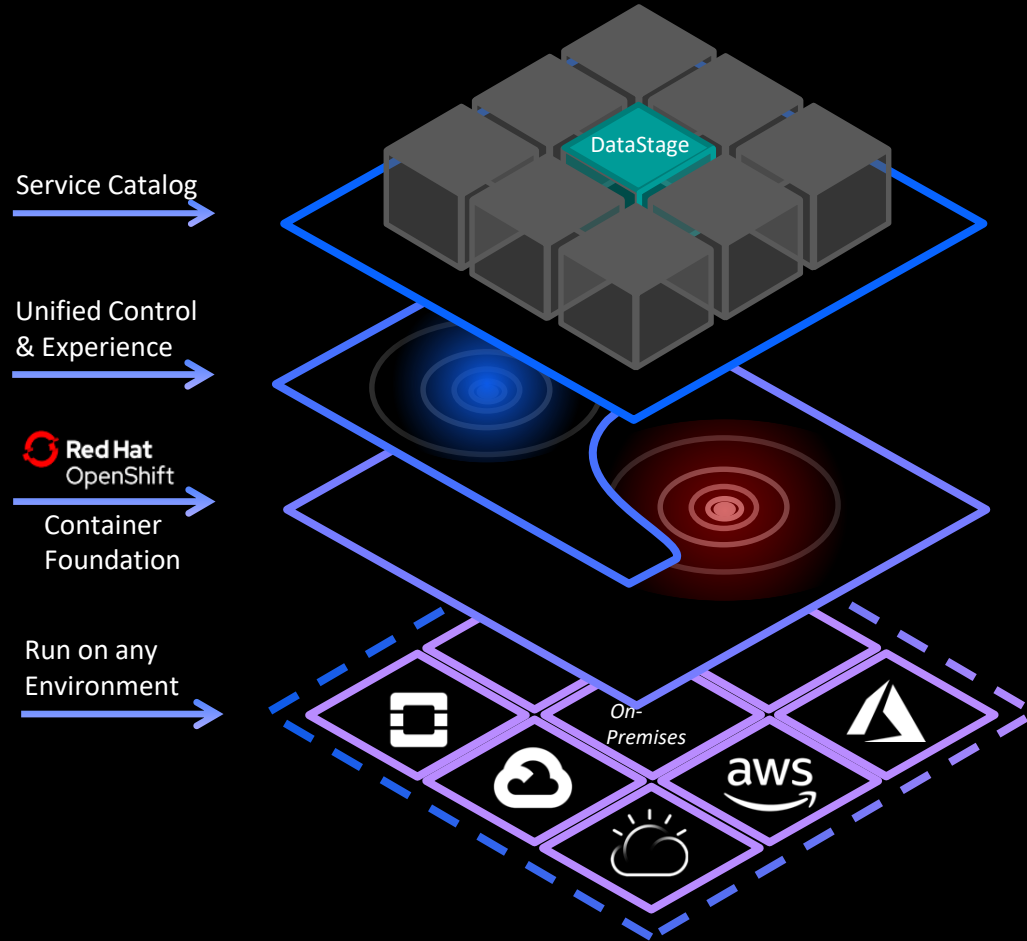 DataStage
Service Catalog
Unified Control
& Experience
Red Hat
OpenShift
Container
Foundation
Run on any
Environment
On-
Premises
aws